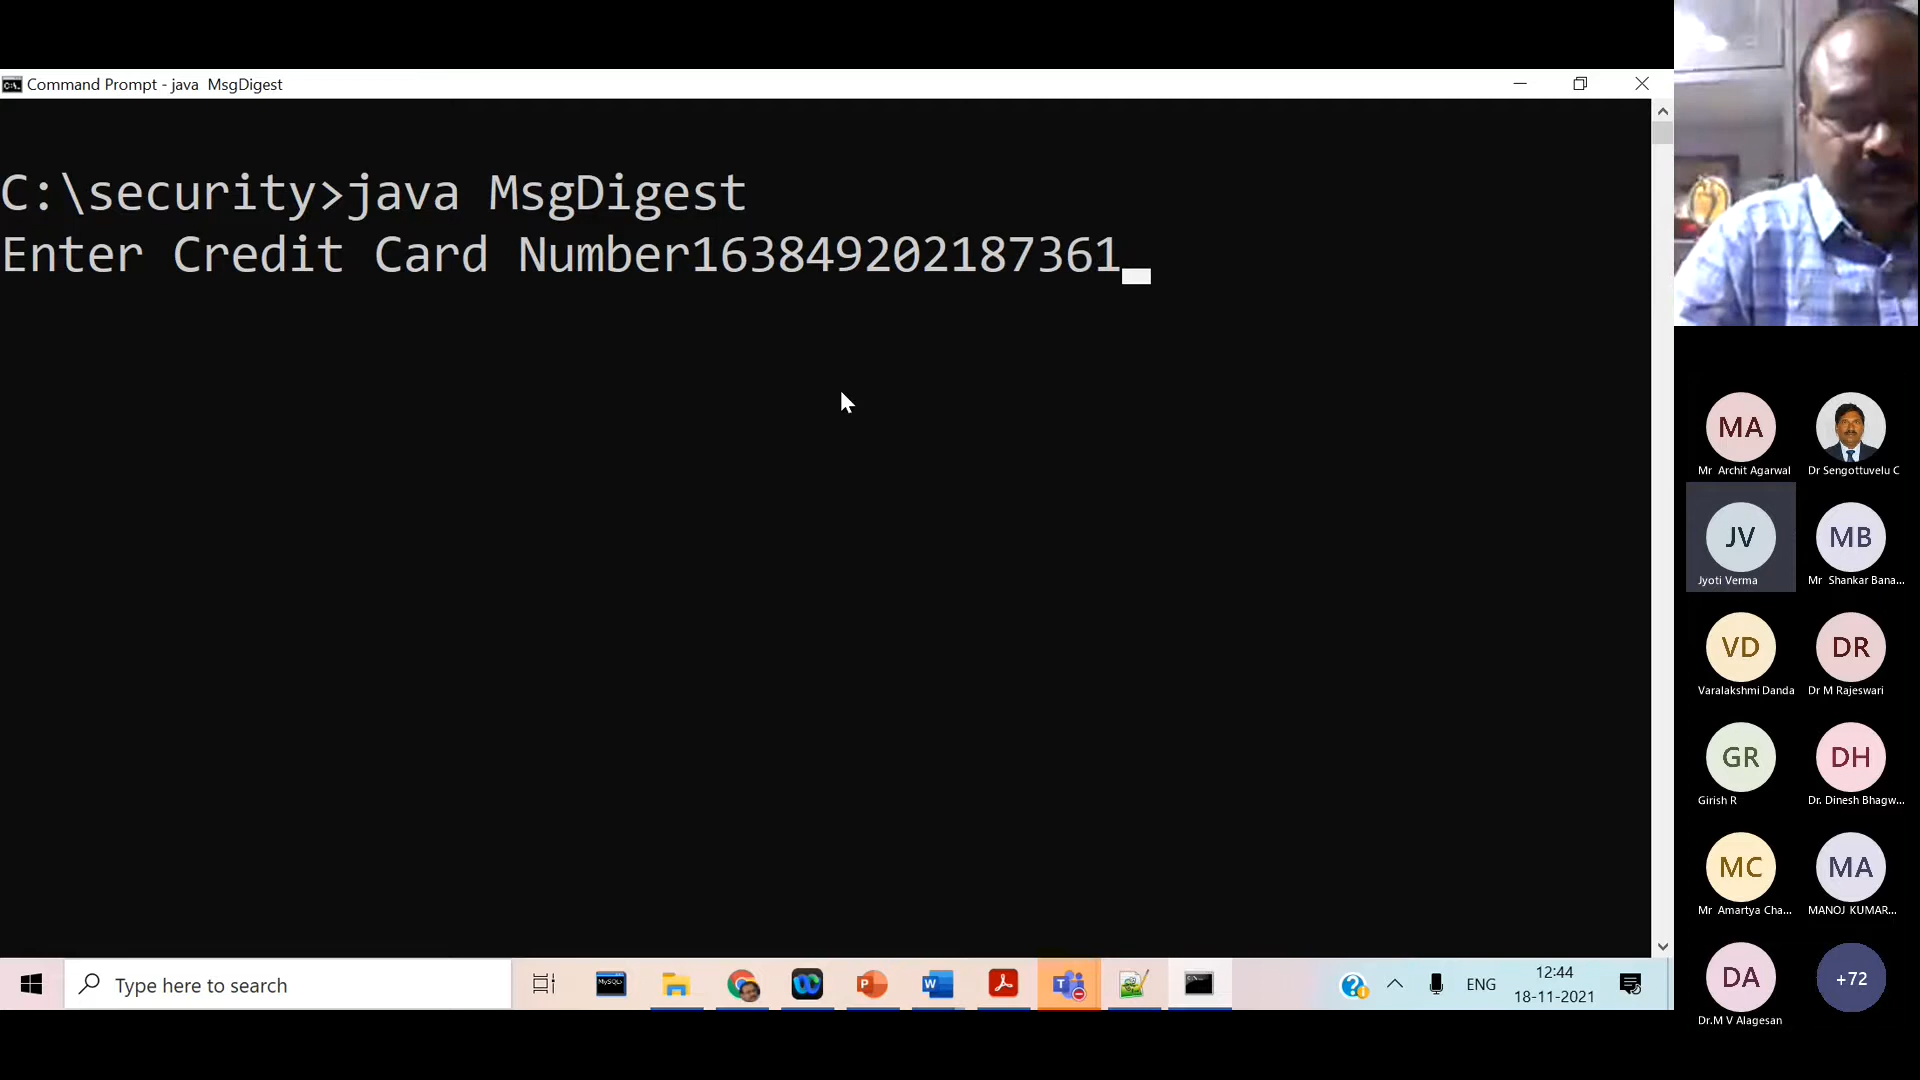 Command Prompt - java  MsgDigest
C:\security>java MsgDigest
Enter Credit Card Number163849202187361
MA
Mr Archit Agarwal
Dr Sengottuvelu C
JV
Jyoti Verma
MB
Mr Shankar Bana...
VD
Varalakshmi Danda
DR
Dr M Rajeswari
GR
Girish R
DH
Dr. Dinesh Bhagw...
MC
Mr Amartya Cha...
MA
MANOJ KUMAR...
DA
Dr.M V Alagesan
+72
Type here to search
MySQL
P
W
T
ENG
12:44
18-11-2021